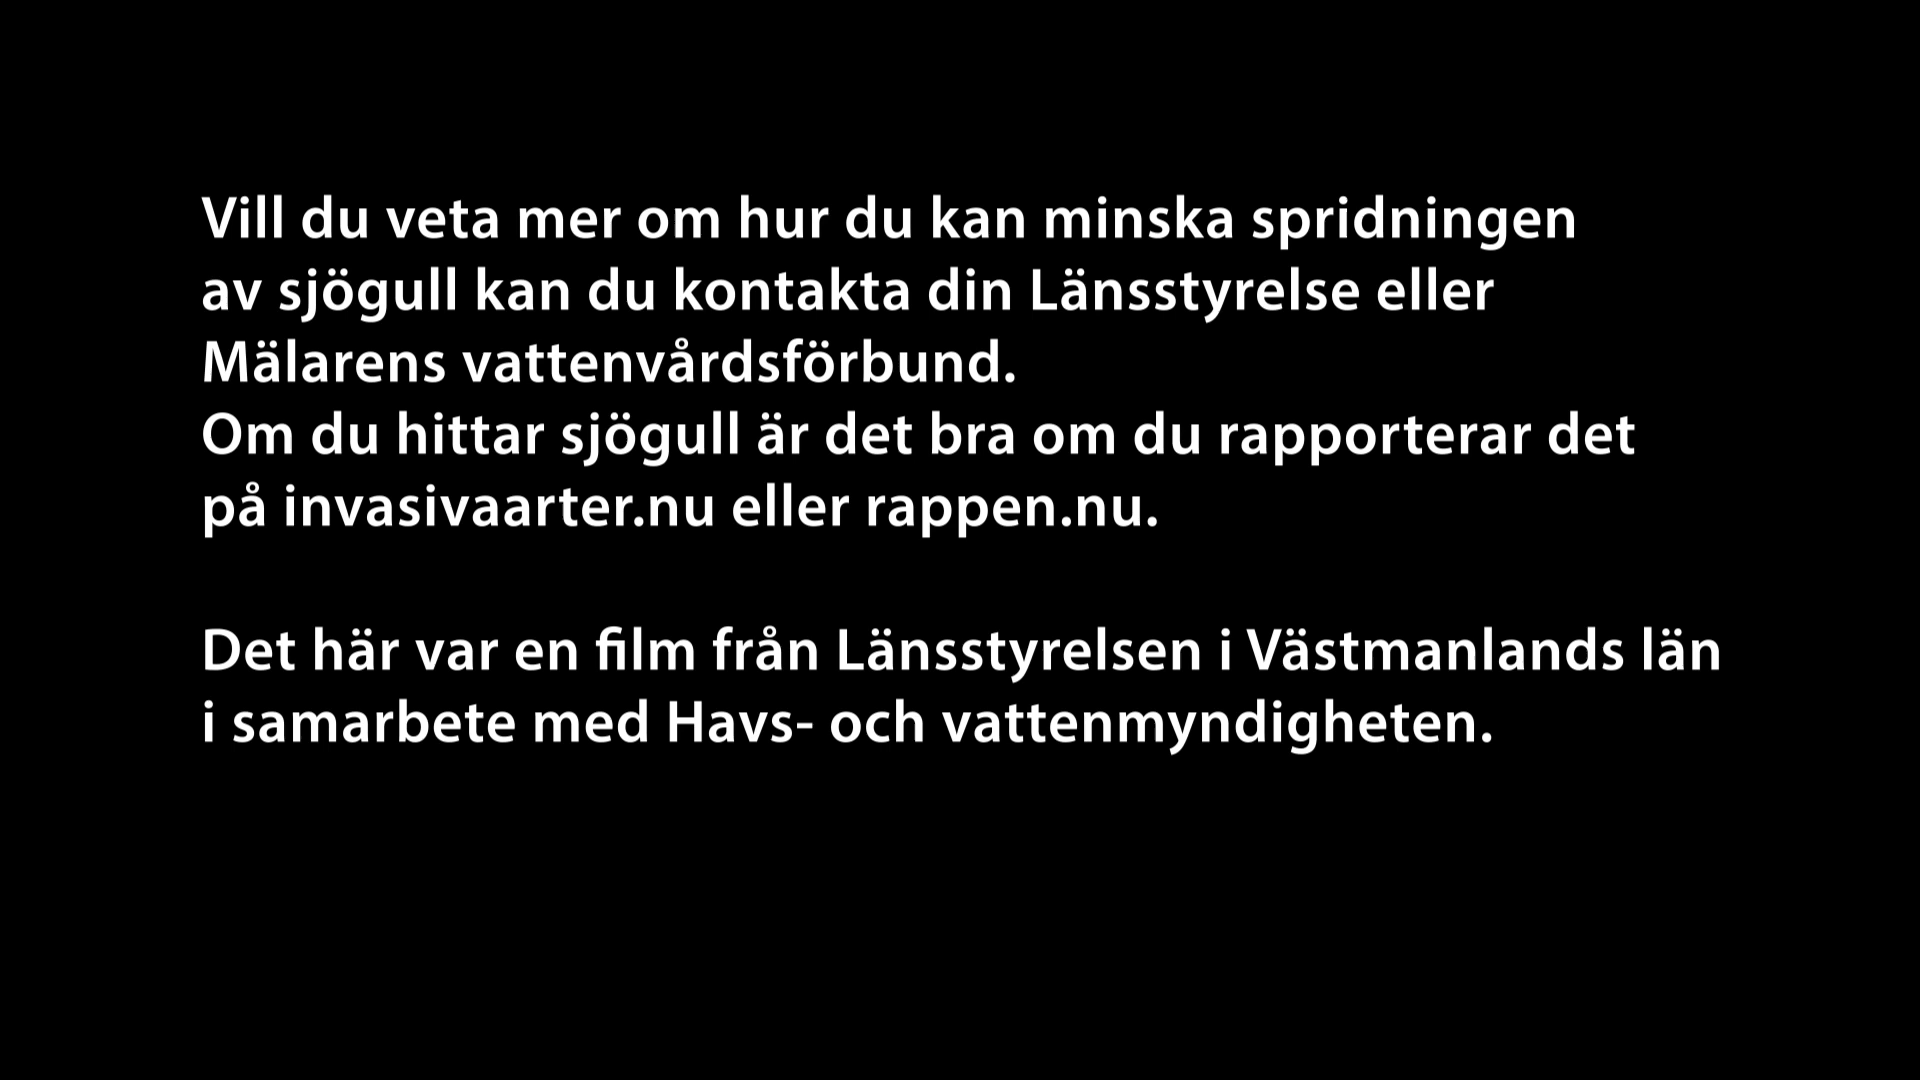 Vill du veta mer om hur du kan minska spridningen
av sjögull kan du kontakta din Länsstyrelse eller
Mälarens vattenvårdsförbund.
Om du hittar sjögull är det bra om du rapporterar det
på invasivaarter.nu eller rappen.nu.
Det här var en film från Länsstyrelsen i Västmanlands län
i samarbete med Havs- och vattenmyndigheten.